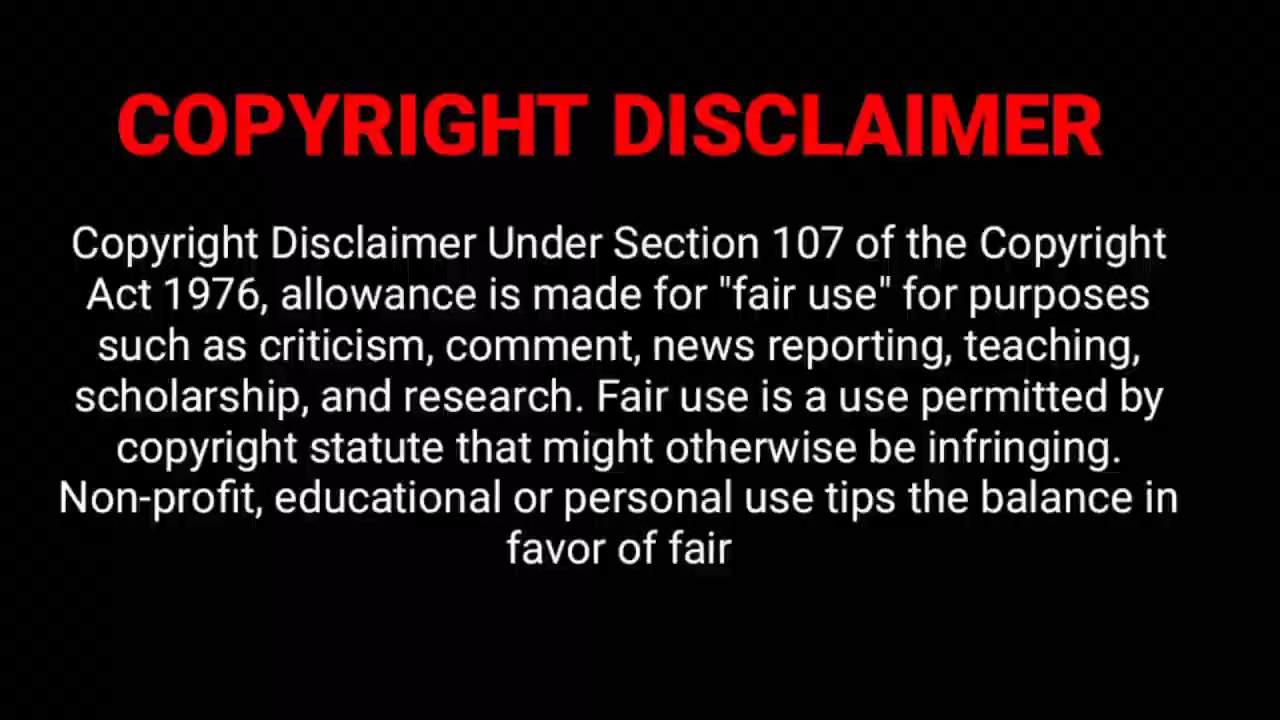 COPYRIGHT DISCLAIMER
Copyright Disclaimer Under Section 107 of the Copyright
Act 1976, allowance is made for "fair use" for purposes
such as criticism, comment, news reporting, teaching,
scholarship, and research. Fair use is a use permitted by
copyright statute that might otherwise be infringing.
Non-profit, educational or personal use tips the balance in
favor of fair